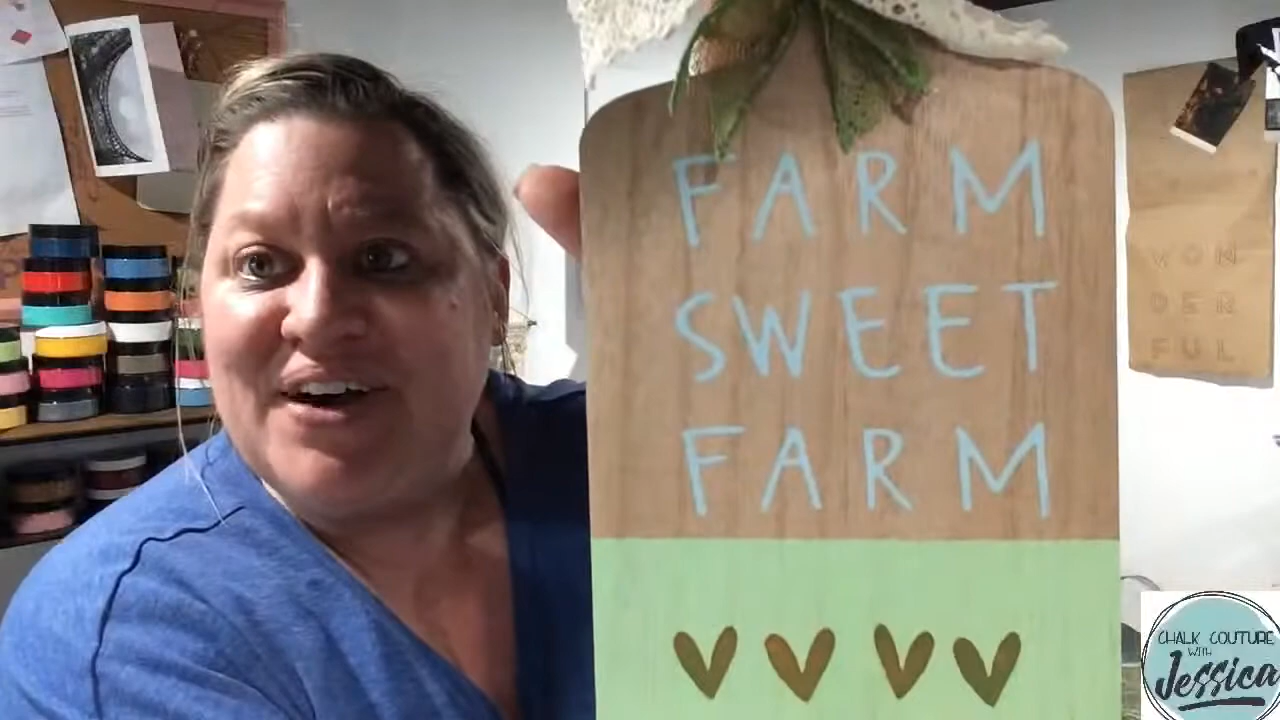 FARM
SWEET
FARM
WON
DER
FUL
CHALK COUTURE
WITH
Jessica